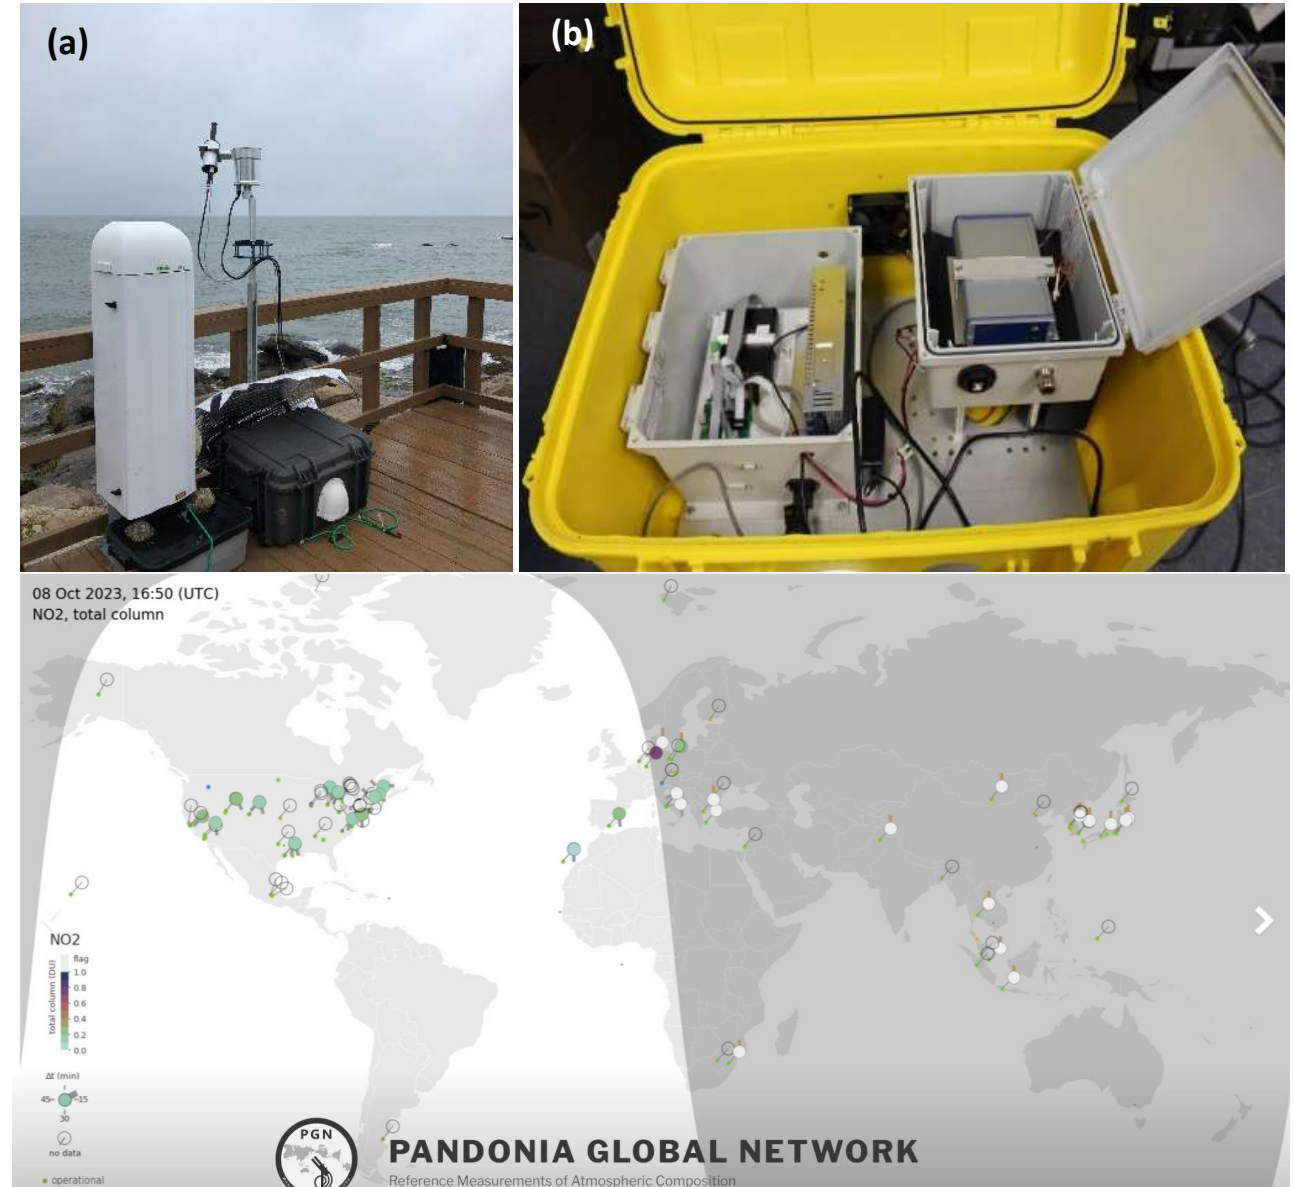 (a)
(b)
08 Oct 2023, 16:50 (UTC)
NO2, total column
NO2
flag
1.0
0.8
0.6
0.4
0.2
0.0
total column (DU)
Δt (min)
45
15
30
no data
operational
PGN
PANDONIA GLOBAL NETWORK
Reference Measurements of Atmospheric Composition